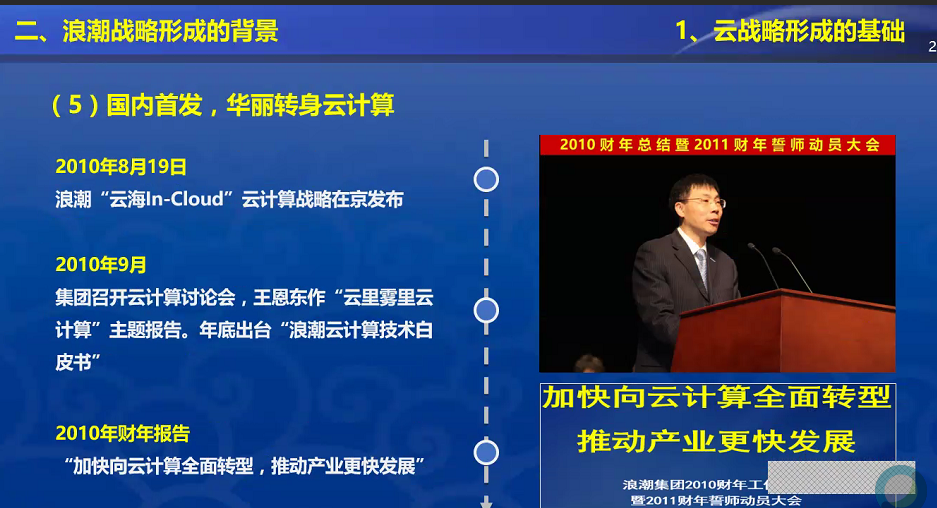 二、浪潮战略形成的背景
1、云战略形成的基础
2
（5）国内首发，华丽转身云计算
2010年8月19日
浪潮“云海In-Cloud”云计算战略在京发布
2010年9月
集团召开云计算讨论会，王恩东作“云里雾里云
计算”主题报告。年底出台“浪潮云计算技术白
皮书”
2010年财年报告
“加快向云计算全面转型，推动产业更快发展”
2010财年总结暨2011财年誓师动员大会
加快向云计算全面转型
推动产业更快发展
浪潮集团2010财年工
暨2011财年誓师动员大会